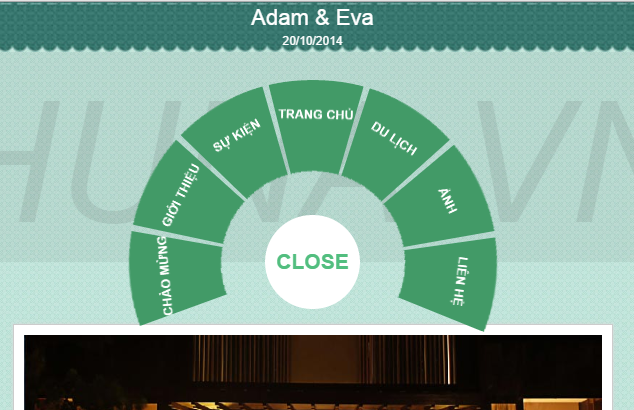 Adam & Eva
20/10/2014
CHÀO MỪNG
GIỚI THIỆU
SỰ KIỆN
TRANG CHỦ
DU LỊCH
ẢNH
LIÊN HỆ
CLOSE